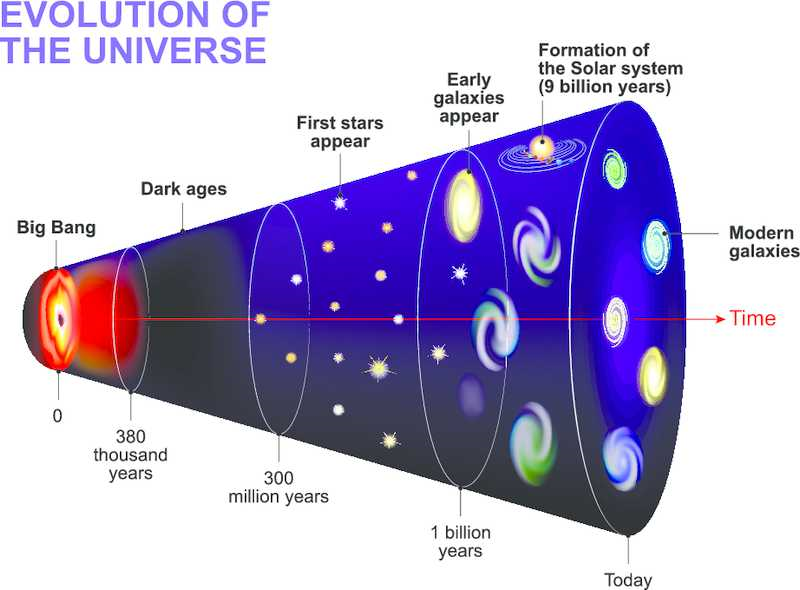 EVOLUTION OF
THE UNIVERSE
Formation of
the Solar system
(9 billion years)
Early
galaxies
appear
First stars
appear
Dark ages
Big Bang
Modern
galaxies
Time
0
380
thousand
years
300
million years
1 billion
years
Today